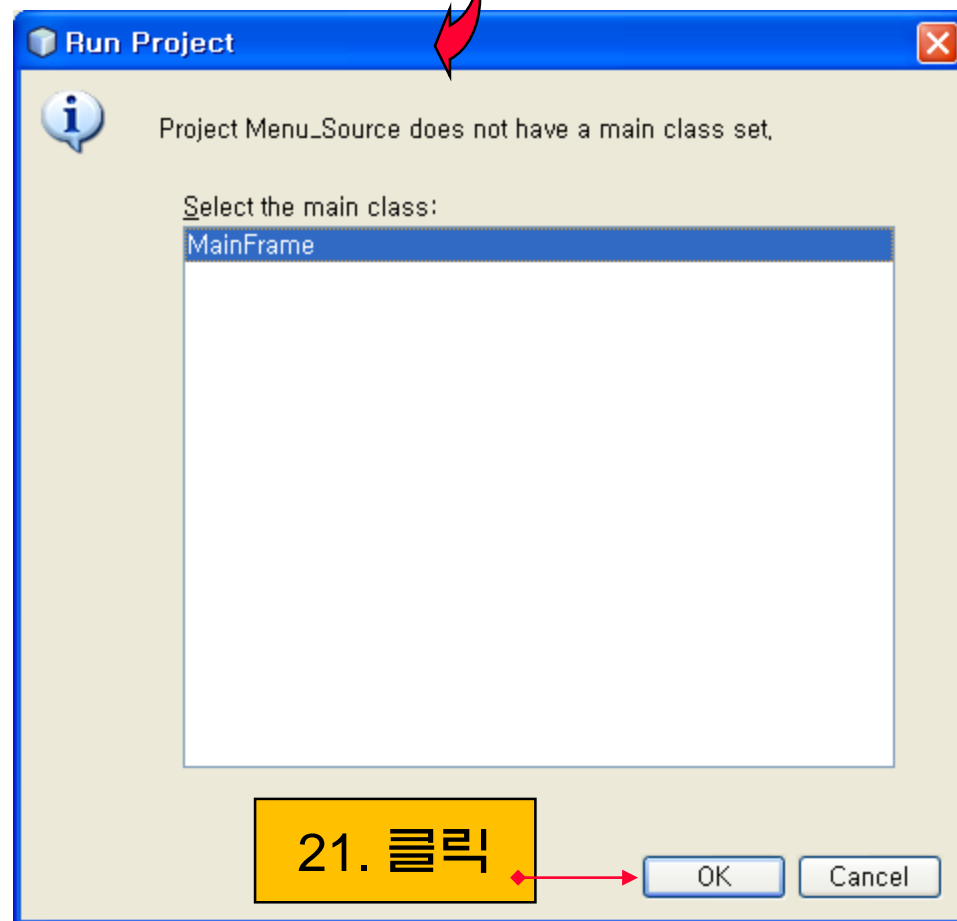 Run Project
Project Menu_Source does not have a main class set.
Select the main class:
MainFrame
21. 클릭
OK
Cancel